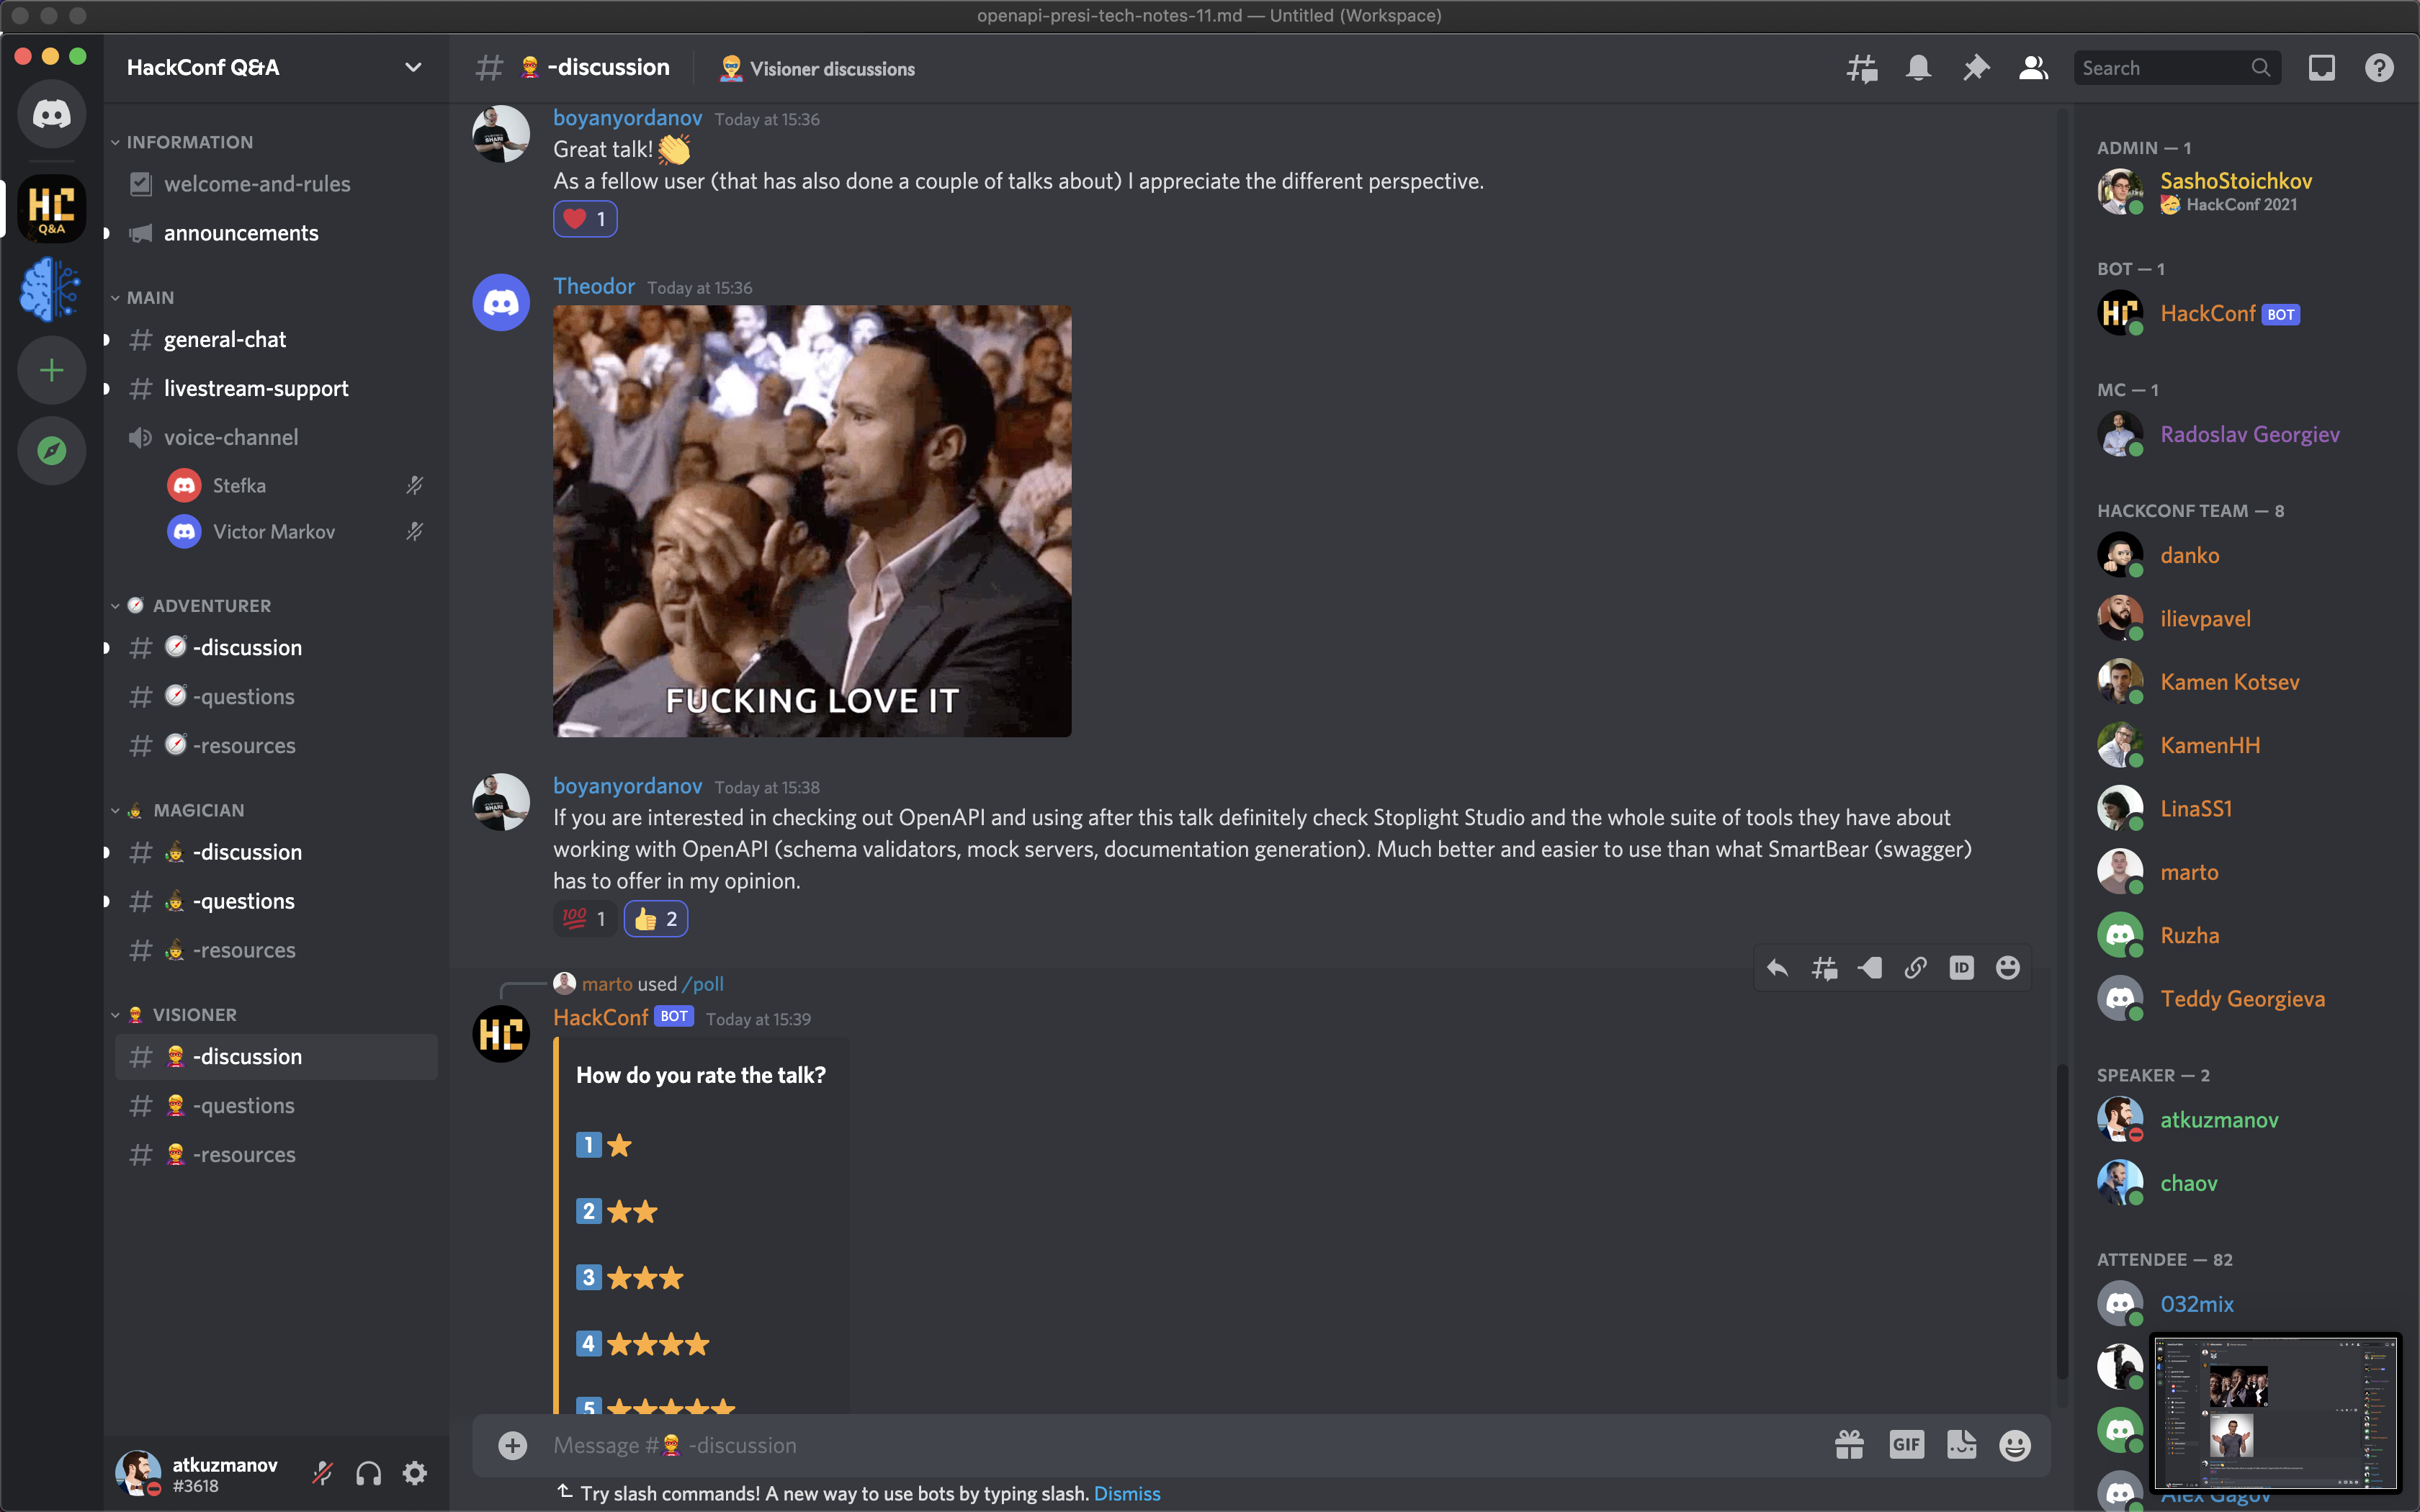 openapi-presi-tech-notes-11.md — Untitled (Workspace)
HackConf Q&A
INFORMATION
welcome-and-rules
announcements
MAIN
general-chat
livestream-support
voice-channel
Stefka
Victor Markov
ADVENTURER
-discussion
-questions
-resources
MAGICIAN
-discussion
-questions
-resources
VISIONER
-discussion
-questions
-resources
atkuzmanov
#3618
HC
Q&A
-discussion
Visioner discussions
Search
boyanyordanov Today at 15:36
Great talk! 👏
As a fellow user (that has also done a couple of talks about) I appreciate the different perspective.
❤️ 1
Theodor Today at 15:36
FUCKING LOVE IT
boyanyordanov Today at 15:38
If you are interested in checking out OpenAPI and using after this talk definitely check Stoplight Studio and the whole suite of tools they have about
working with OpenAPI (schema validators, mock servers, documentation generation). Much better and easier to use than what SmartBear (swagger)
has to offer in my opinion.
💯 1 👍 2
ID
marto used /poll
HackConf BOT Today at 15:39
HC
How do you rate the talk?
1 ⭐
2 ⭐⭐
3 ⭐⭐⭐
4 ⭐⭐⭐⭐
5 ⭐⭐⭐⭐⭐
Message # -discussion
GIF
Try slash commands! A new way to use bots by typing slash. Dismiss
ADMIN — 1
SashoStoichkov
🥳 HackConf 2021
BOT — 1
HC
HackConf BOT
MC — 1
Radoslav Georgiev
HACKCONF TEAM — 8
danko
ilievpavel
Kamen Kotsev
KamenHH
LinaSS1
marto
Ruzha
Teddy Georgieva
SPEAKER — 2
atkuzmanov
chaov
ATTENDEE — 82
032mix
Alex Gagov